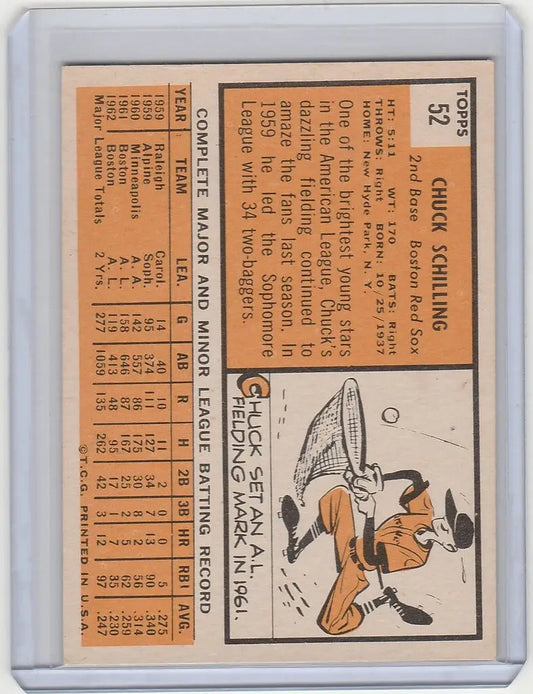 TOPPS
52
CHUCK SCHILLING
2nd Base Boston Red Sox
HT: 5:11 WT: 170 BATS: Right
THROWS: Right BORN: 10/25/1937
HOME: New Hyde Park, N. Y.
One of the brightest young stars
in the American League, Chuck's
dazzling fielding continued to
amaze the fans last season. In
1959 he led the Sophomore
League with 34 two-baggers.
CHUCK SET AN A.L.
FIELDING MARK IN 1961.
COMPLETE MAJOR AND MINOR LEAGUE BATTING RECORD
YEAR TEAM LEA. G AB R H 2B 3B HR RBI AVG.
1959 Raleigh Carol. 14 40 10 11 2 0 0 5 .275
1959 Alpine Soph. 95 374 111 127 34 7 13 90 .340
1960 Minneapolis A. A. 142 557 86 175 30 8 2 56 .314
1961 Boston A. L. 158 646 87 167 25 2 5 62 .259
1962 Boston A. L. 119 413 48 95 17 1 7 35 .230
Major League Totals 2 Yrs. 277 1059 135 262 42 3 12 97 .247
©T.C.G. PRINTED IN U.S.A.